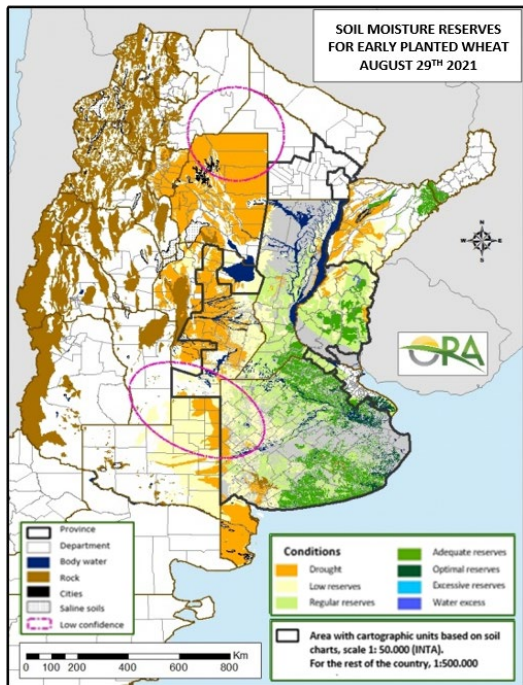 SOIL MOISTURE RESERVES
FOR EARLY PLANTED WHEAT
AUGUST 29TH 2021
N
W
E
S
ORA
Province
Department
Body water
Rock
Cities
Saline soils
Low confidence
Conditions
Drought
Low reserves
Regular reserves
Adequate reserves
Optimal reserves
Excessive reserves
Water excess
Area with cartographic units based on soil
charts, scale 1: 50.000 (INTA).
For the rest of the country, 1:500.000
Km
0 100 200 400 600 800